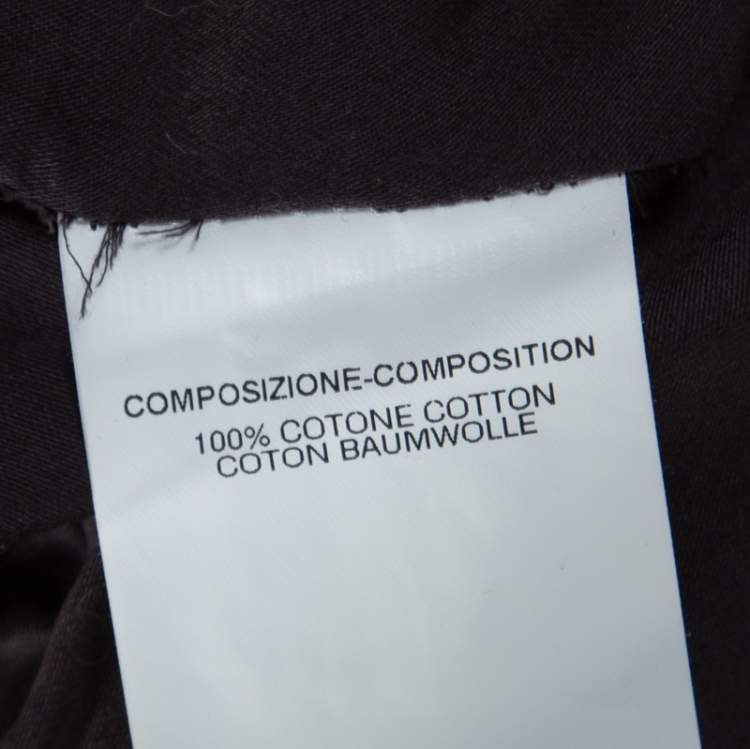 COMPOSIZIONE-COMPOSITION
100% COTONE COTTON
COTON BAUMWOLLE